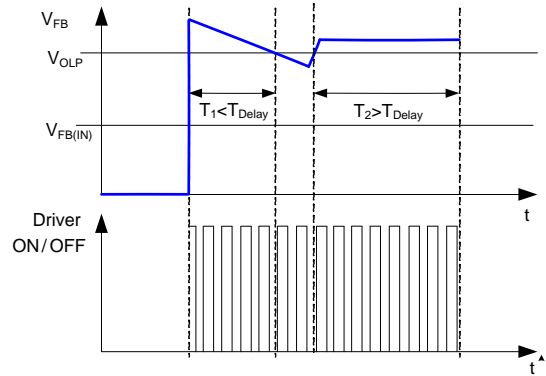 VFB
VOLP
T1<TDelay
T2>TDelay
VFB(IN)
t
Driver
ON/OFF
t